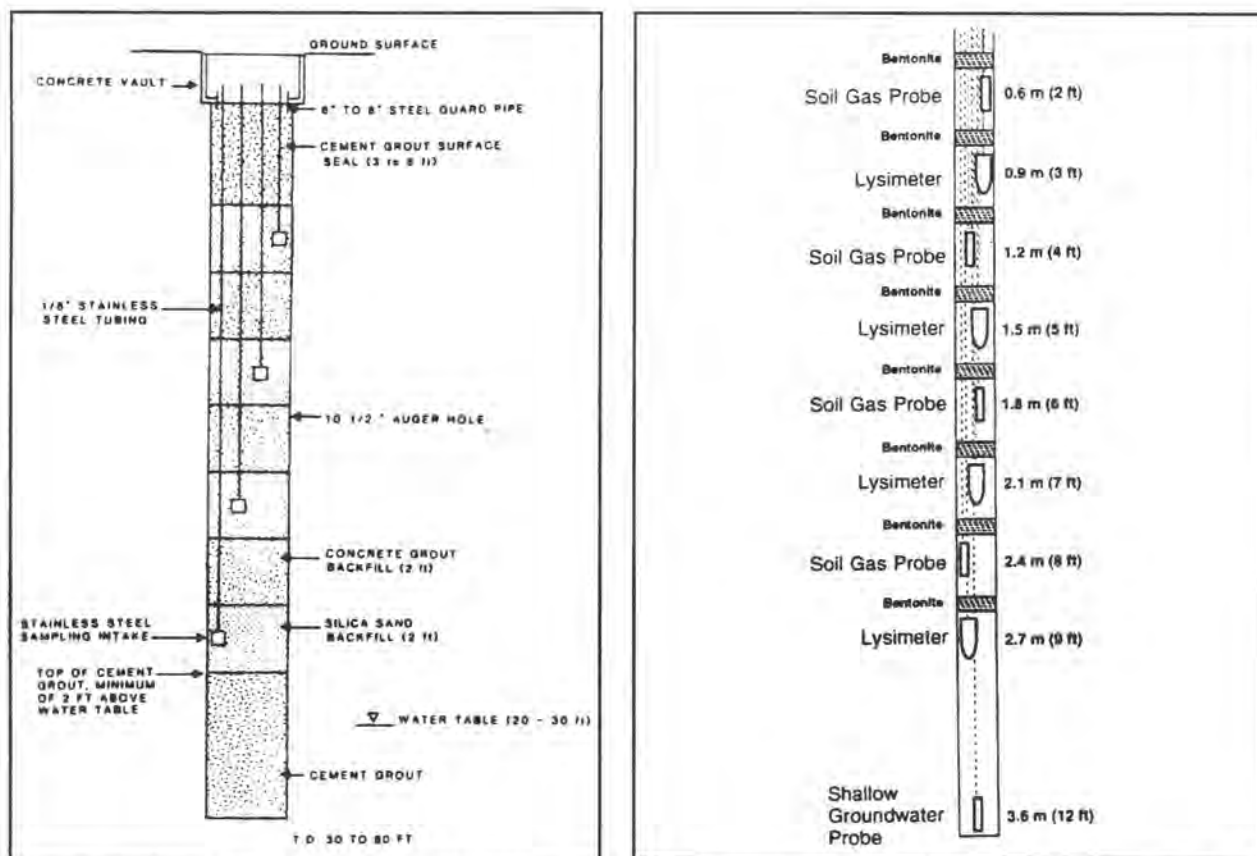 GROUND SURFACE
CONCRETE VAULT
6" TO 8" STEEL GUARD PIPE
CEMENT GROUT SURFACE
SEAL (3 to 6 ft)
1/8" STAINLESS
STEEL TUBING
10 1/2" AUGER HOLE
CONCRETE GROUT
BACKFILL (2 ft)
STAINLESS STEEL
SAMPLING INTAKE
SILICA SAND
BACKFILL (2 ft)
TOP OF CEMENT
GROUT, MINIMUM
OF 2 FT ABOVE
WATER TABLE
WATER TABLE (20 - 30 ft)
CEMENT GROUT
T.D. 30 TO 60 FT
Bentonite
Soil Gas Probe 0.6 m (2 ft)
Bentonite
Lysimeter 0.9 m (3 ft)
Bentonite
Soil Gas Probe 1.2 m (4 ft)
Bentonite
Lysimeter 1.5 m (5 ft)
Bentonite
Soil Gas Probe 1.8 m (6 ft)
Bentonite
Lysimeter 2.1 m (7 ft)
Bentonite
Soil Gas Probe 2.4 m (8 ft)
Bentonite
Lysimeter 2.7 m (9 ft)
Shallow
Groundwater 3.6 m (12 ft)
Probe